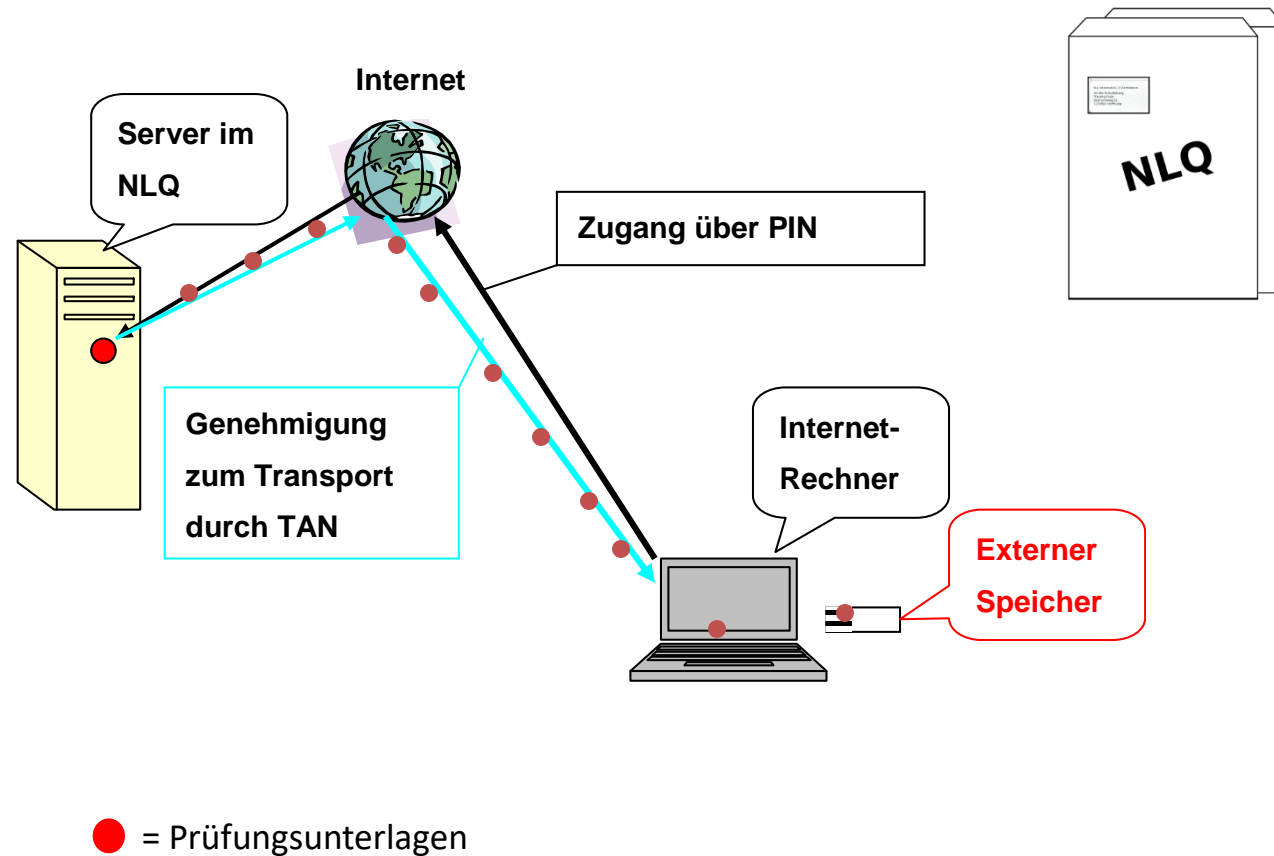 Internet
Server im
NLQ
Zugang über PIN
NLQ
Genehmigung
zum Transport
durch TAN
Internet-
Rechner
Externer
Speicher
= Prüfungsunterlagen